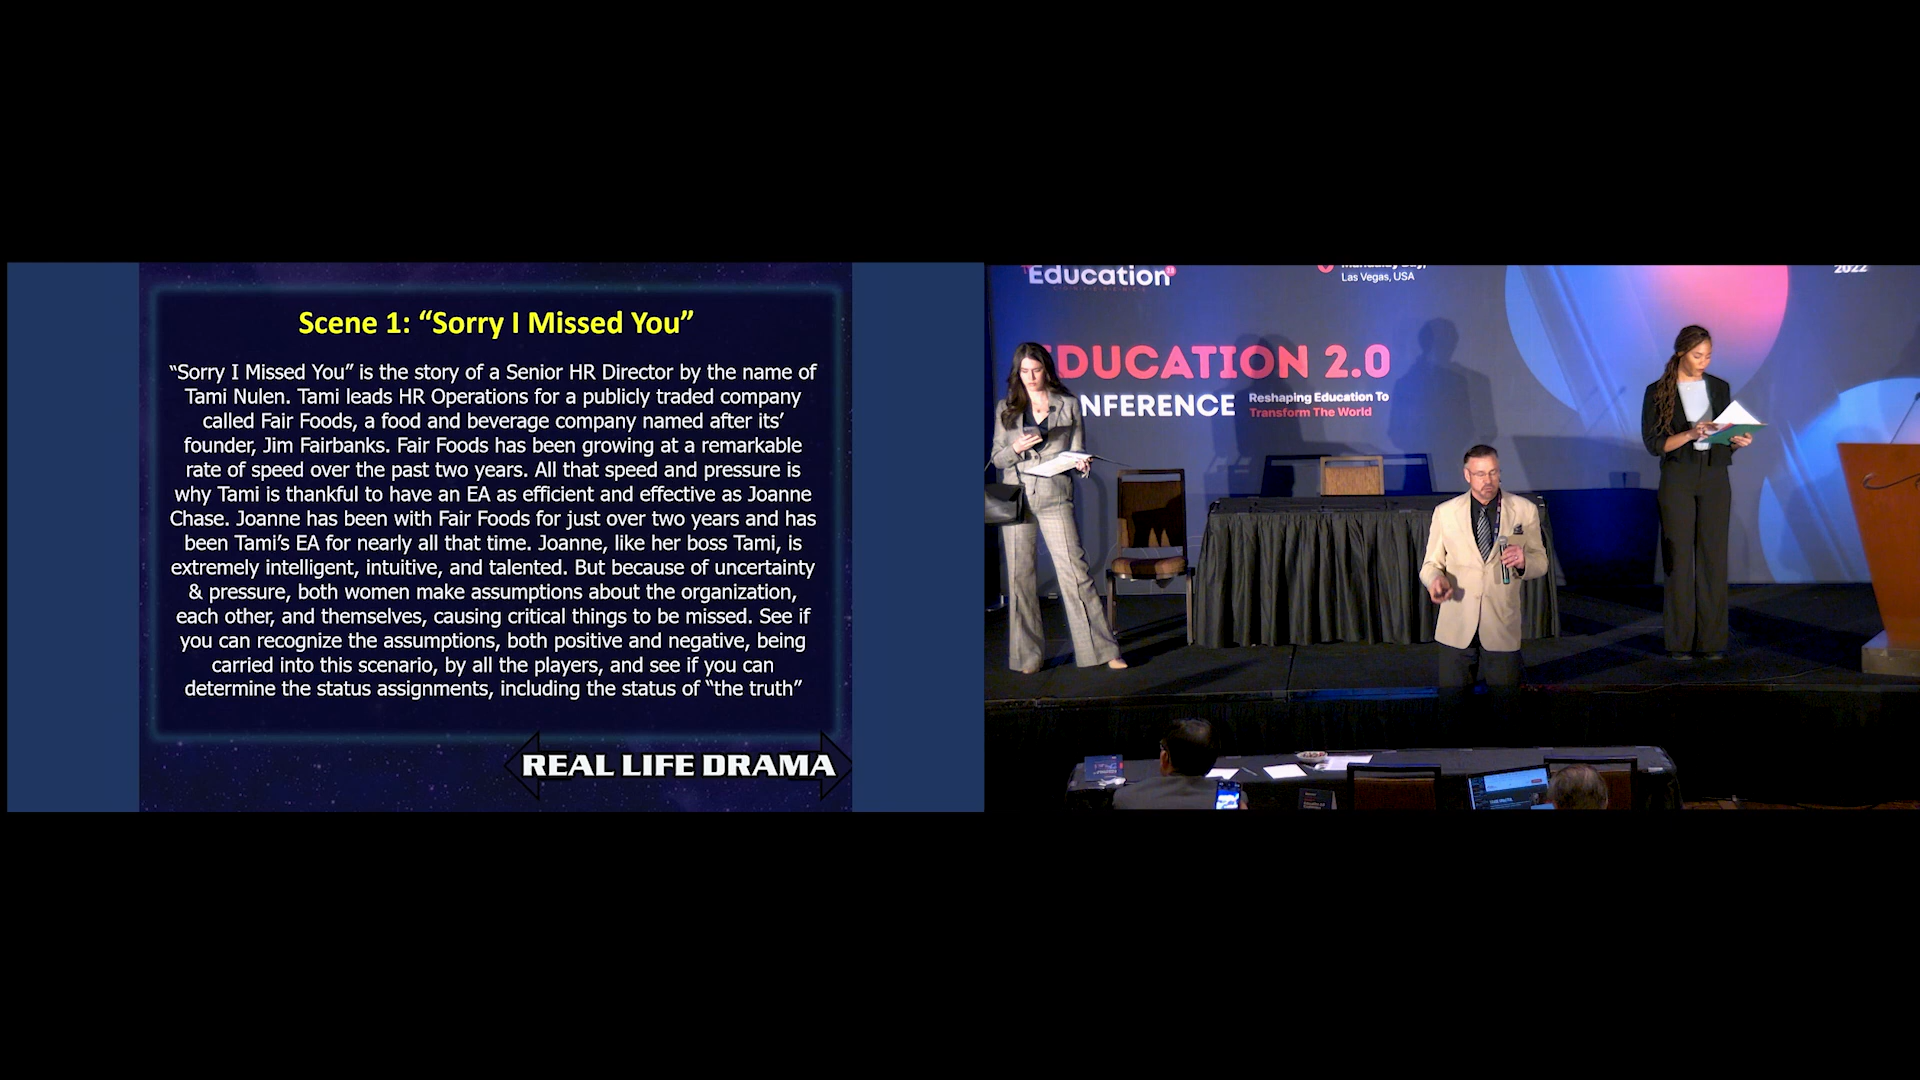 Scene 1: “Sorry I Missed You”
“Sorry I Missed You” is the story of a Senior HR Director by the name of
Tami Nulen. Tami leads HR Operations for a publicly traded company
called Fair Foods, a food and beverage company named after its’
founder, Jim Fairbanks. Fair Foods has been growing at a remarkable
rate of speed over the past two years. All that speed and pressure is
why Tami is thankful to have an EA as efficient and effective as Joanne
Chase. Joanne has been with Fair Foods for just over two years and has
been Tami’s EA for nearly all that time. Joanne, like her boss Tami, is
extremely intelligent, intuitive, and talented. But because of uncertainty
& pressure, both women make assumptions about the organization,
each other, and themselves, causing critical things to be missed. See if
you can recognize the assumptions, both positive and negative, being
carried into this scenario, by all the players, and see if you can
determine the status assignments, including the status of “the truth”
REAL LIFE DRAMA
Education
Las Vegas, USA
2022
EDUCATION 2.0
NFERENCE
Reshaping Education To
Transform The World